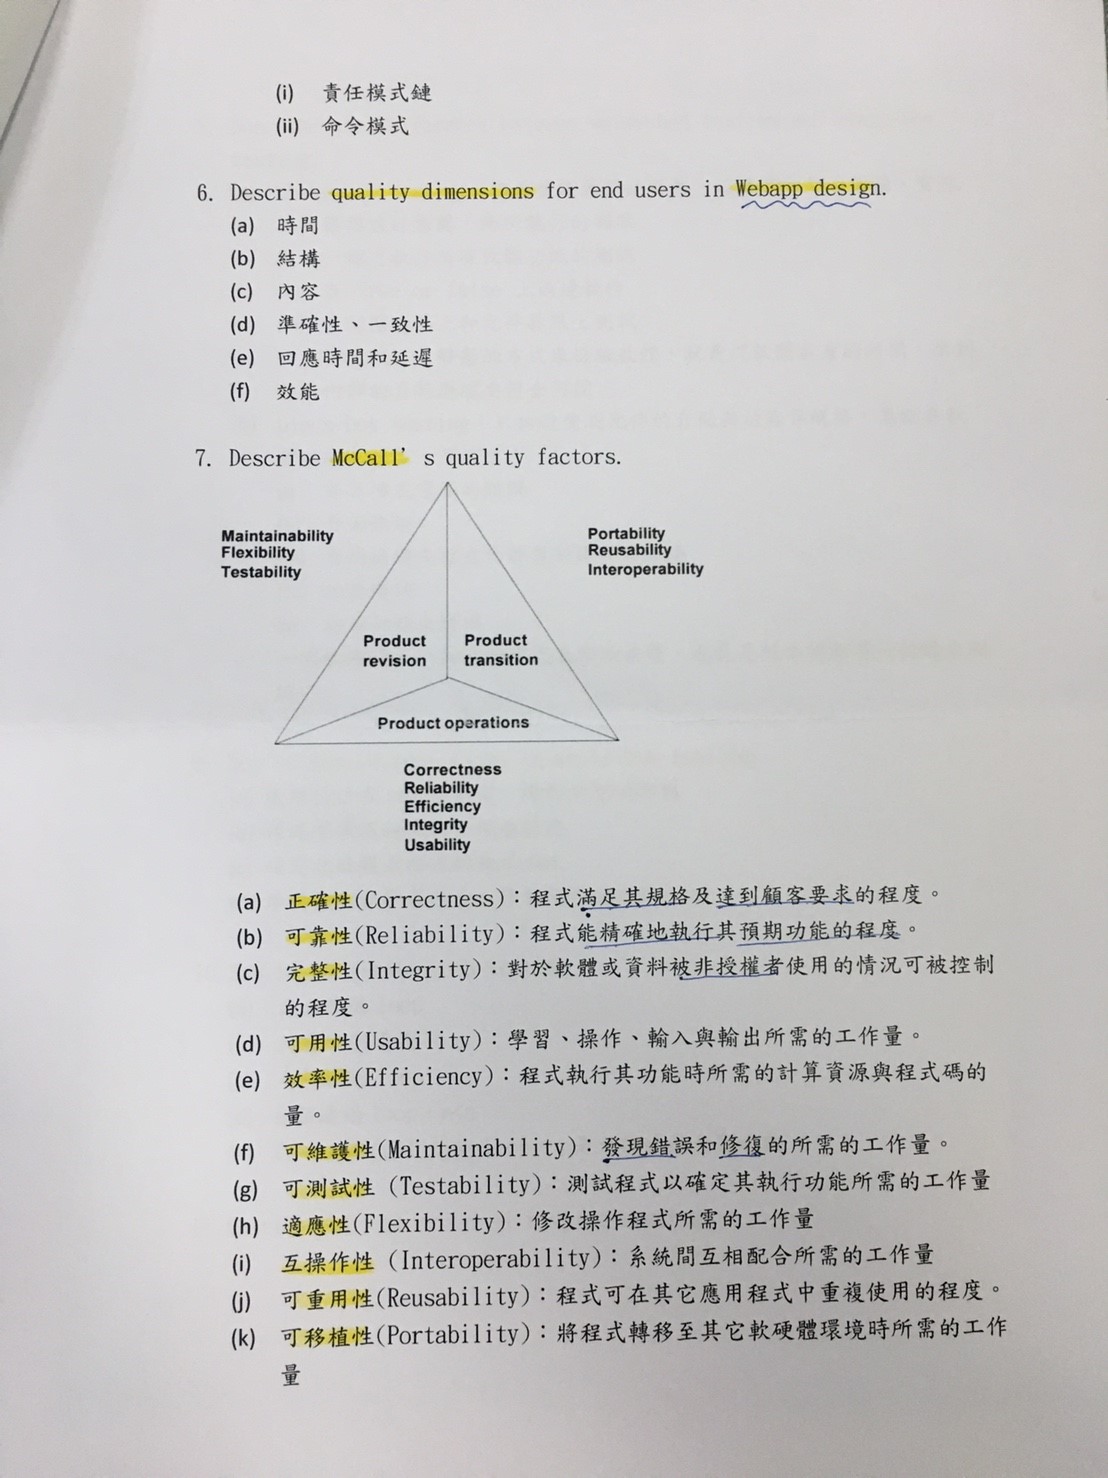 (i) 責任模式鏈
(ii) 命令模式
6. Describe quality dimensions for end users in Webapp design.
(a) 時間
(b) 結構
(c) 內容
(d) 準確性、一致性
(e) 回應時間和延遲
(f) 效能
7. Describe McCall's quality factors.
Maintainability
Flexibility
Testability
Portability
Reusability
Interoperability
Product revision
Product transition
Product operations
Correctness
Reliability
Efficiency
Integrity
Usability
(a) 正確性(Correctness)：程式滿足其規格及達到顧客要求的程度。
(b) 可靠性(Reliability)：程式能精確地執行其預期功能的程度。
(c) 完整性(Integrity)：對於軟體或資料被非授權者使用的情況可被控制
的程度。
(d) 可用性(Usability)：學習、操作、輸入與輸出所需的工作量。
(e) 效率性(Efficiency)：程式執行其功能時所需的計算資源與程式碼的
量。
(f) 可維護性(Maintainability)：發現錯誤和修復的所需的工作量。
(g) 可測試性 (Testability)：測試程式以確定其執行功能所需的工作量
(h) 適應性(Flexibility)：修改操作程式所需的工作量
(i) 互操作性 (Interoperability)：系統間互相配合所需的工作量
(j) 可重用性(Reusability)：程式可在其它應用程式中重複使用的程度。
(k) 可移植性(Portability)：將程式轉移至其它軟硬體環境時所需的工作
量